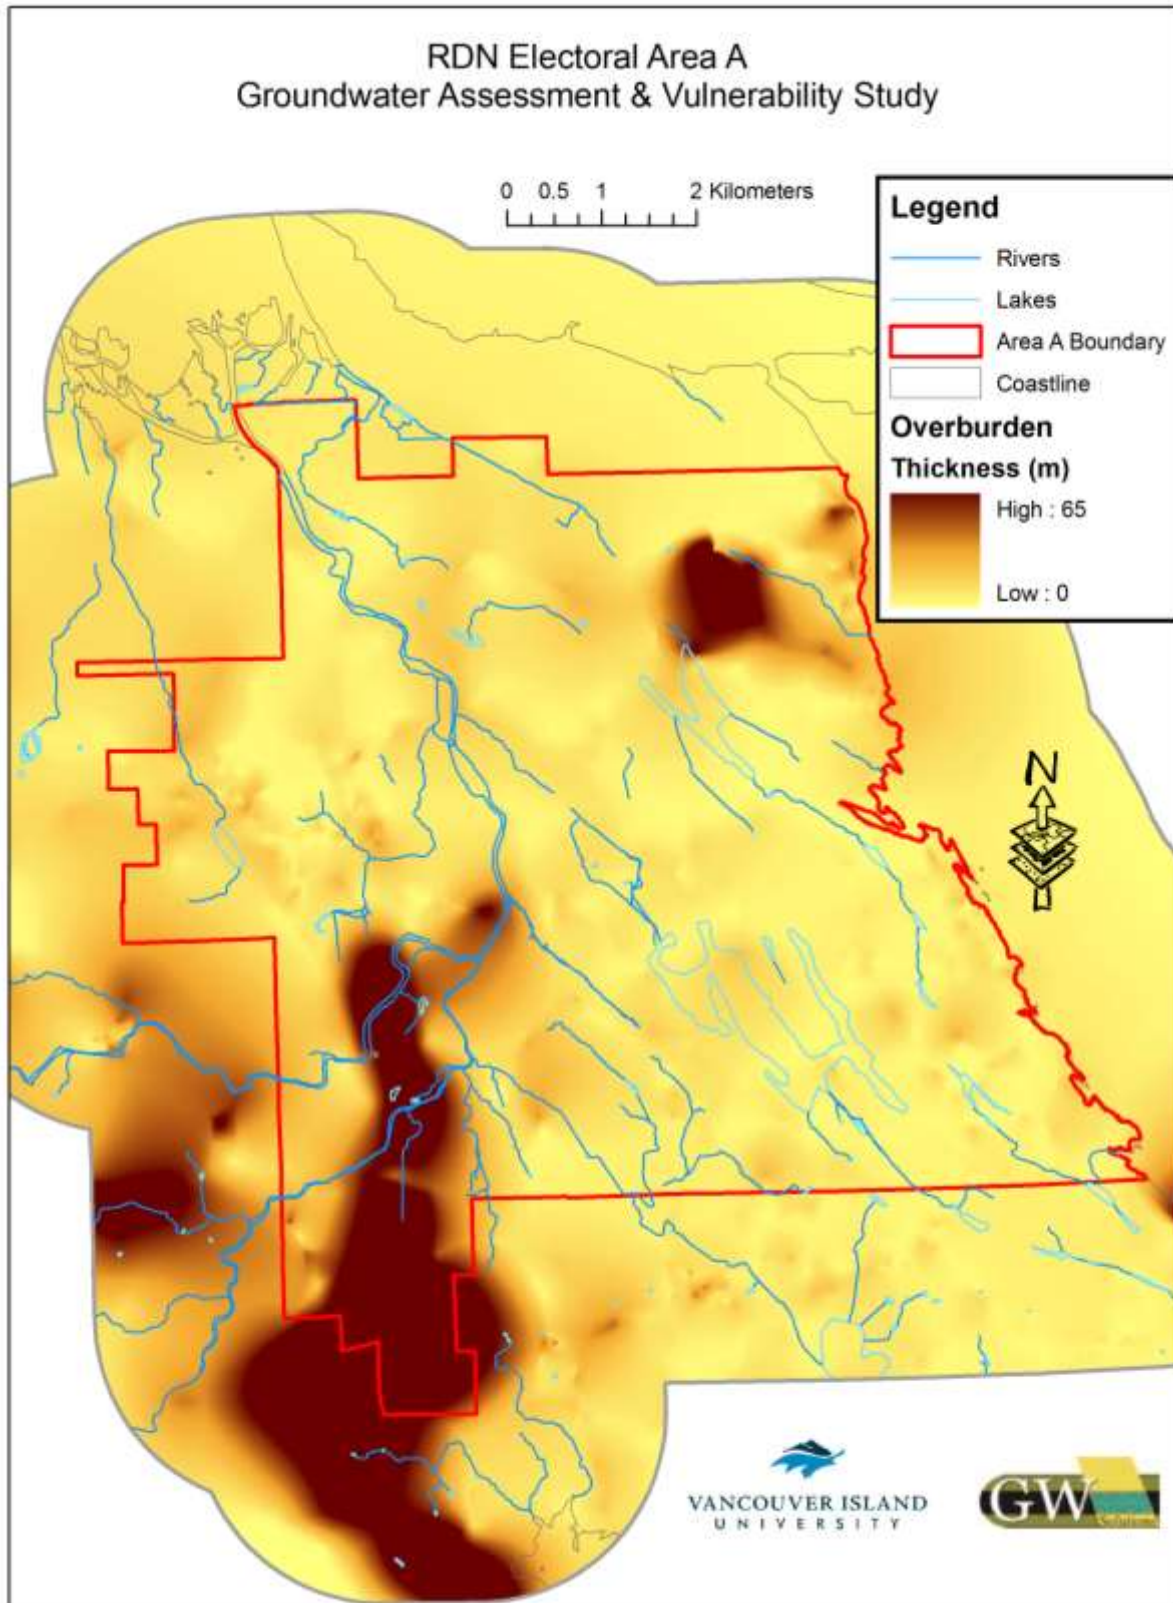 RDN Electoral Area A
Groundwater Assessment & Vulnerability Study
0 0.5 1 2 Kilometers
Legend
Rivers
Lakes
Area A Boundary
Coastline
Overburden
Thickness (m)
High : 65
Low : 0
N
VANCOUVER ISLAND
UNIVERSITY
GW